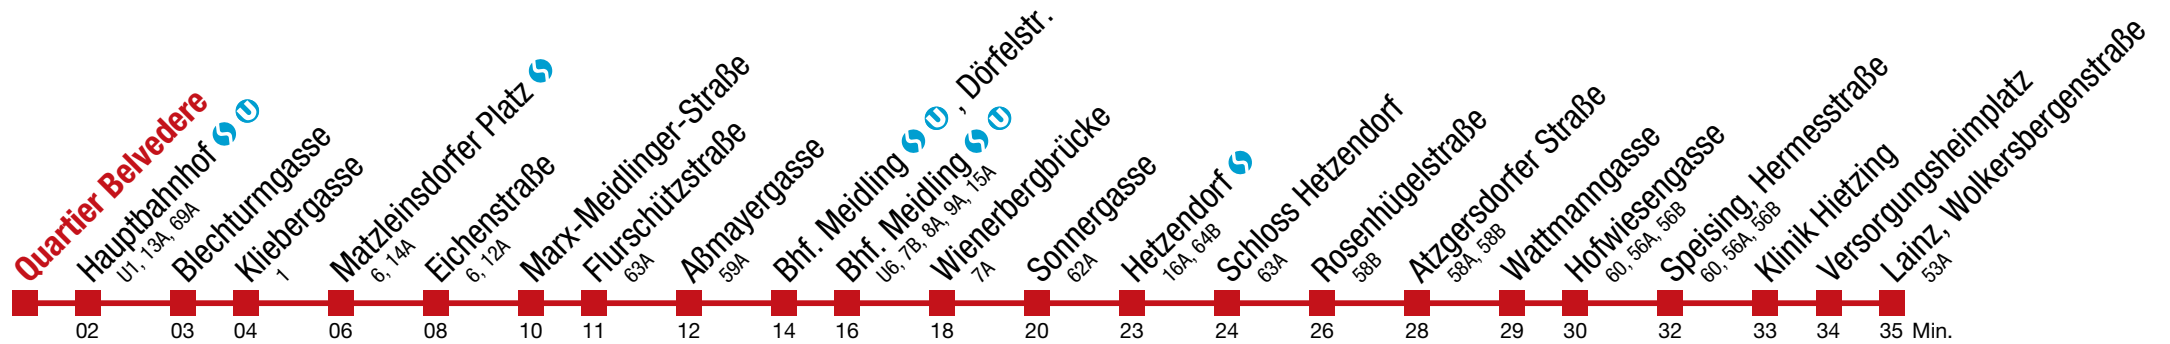 Quartier Belvedere
Hauptbahnhof S U
U1, 13A, 69A
Blechturmgasse
Kliebergasse
1
Matzleinsdorfer Platz S
6, 14A
Eichenstraße
6, 12A
Marx-Meidlinger-Straße
Flurschützstraße
63A
Aßmayergasse
59A
Bhf. Meidling S U , Dörfelstr.
Bhf. Meidling S U
U6, 7B, 8A, 9A, 15A
Wienerbergbrücke
7A
Sonnergasse
62A
Hetzendorf S
16A, 64B
Schloss Hetzendorf
63A
Rosenhügelstraße
58B
Atzgersdorfer Straße
58A, 58B
Wattmanngasse
Hofwiesengasse
60, 56A, 56B
Speising, Hermesstraße
60, 56A, 56B
Klinik Hietzing
Versorgungsheimplatz
Lainz, Wolkersbergenstraße
53A
02 03 04 06 08 10 11 12 14 16 18 20 23 24 26 28 29 30 32 33 34 35 Min.